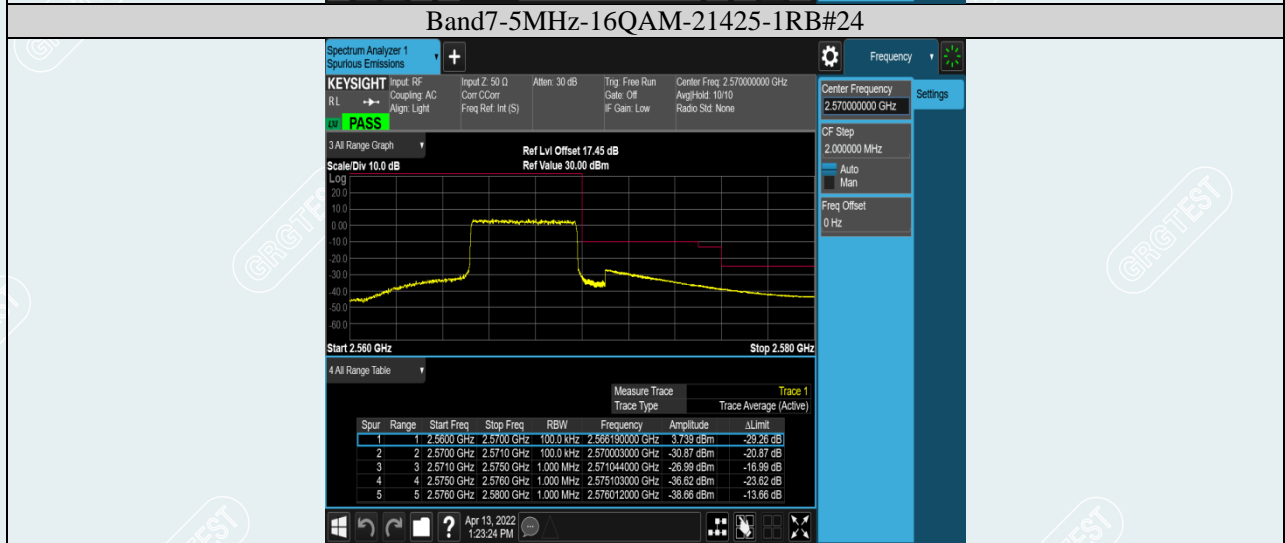 Band7-5MHz-16QAM-21425-1RB#24
Spectrum Analyzer 1
Spurious Emissions
Frequency
KEYSIGHT Input: RF Input Z: 50 Ω Atten: 30 dB Trig: Free Run Center Freq: 2.570000000 GHz
RL Coupling: AC Corr CCorr Gate: Off Avg|Hold: 10/10
Align: Light Freq Ref: Int (S) IF Gain: Low Radio Std: None
LXI PASS
Center Frequency
2.570000000 GHz
Settings
CF Step
2.000000 MHz
Auto
Man
Freq Offset
0 Hz
3 All Range Graph
Ref Lvl Offset 17.45 dB
Scale/Div 10.0 dB Ref Value 30.00 dBm
Log
20.0
10.0
0.00
-10.0
-20.0
-30.0
-40.0
-50.0
-60.0
Start 2.560 GHz Stop 2.580 GHz
4 All Range Table
Measure Trace Trace 1
Trace Type Trace Average (Active)
Spur Range Start Freq Stop Freq RBW Frequency Amplitude ΔLimit
1 1 2.5600 GHz 2.5700 GHz 100.0 kHz 2.566190000 GHz 3.739 dBm -29.26 dB
2 2 2.5700 GHz 2.5710 GHz 100.0 kHz 2.570003000 GHz -30.87 dBm -20.87 dB
3 3 2.5710 GHz 2.5750 GHz 1.000 MHz 2.571044000 GHz -26.99 dBm -16.99 dB
4 4 2.5750 GHz 2.5760 GHz 1.000 MHz 2.575103000 GHz -36.62 dBm -23.62 dB
5 5 2.5760 GHz 2.5800 GHz 1.000 MHz 2.576012000 GHz -38.66 dBm -13.66 dB
? Apr 13, 2022
1:23:24 PM
GRGTEST
GRGTEST
GRGTEST